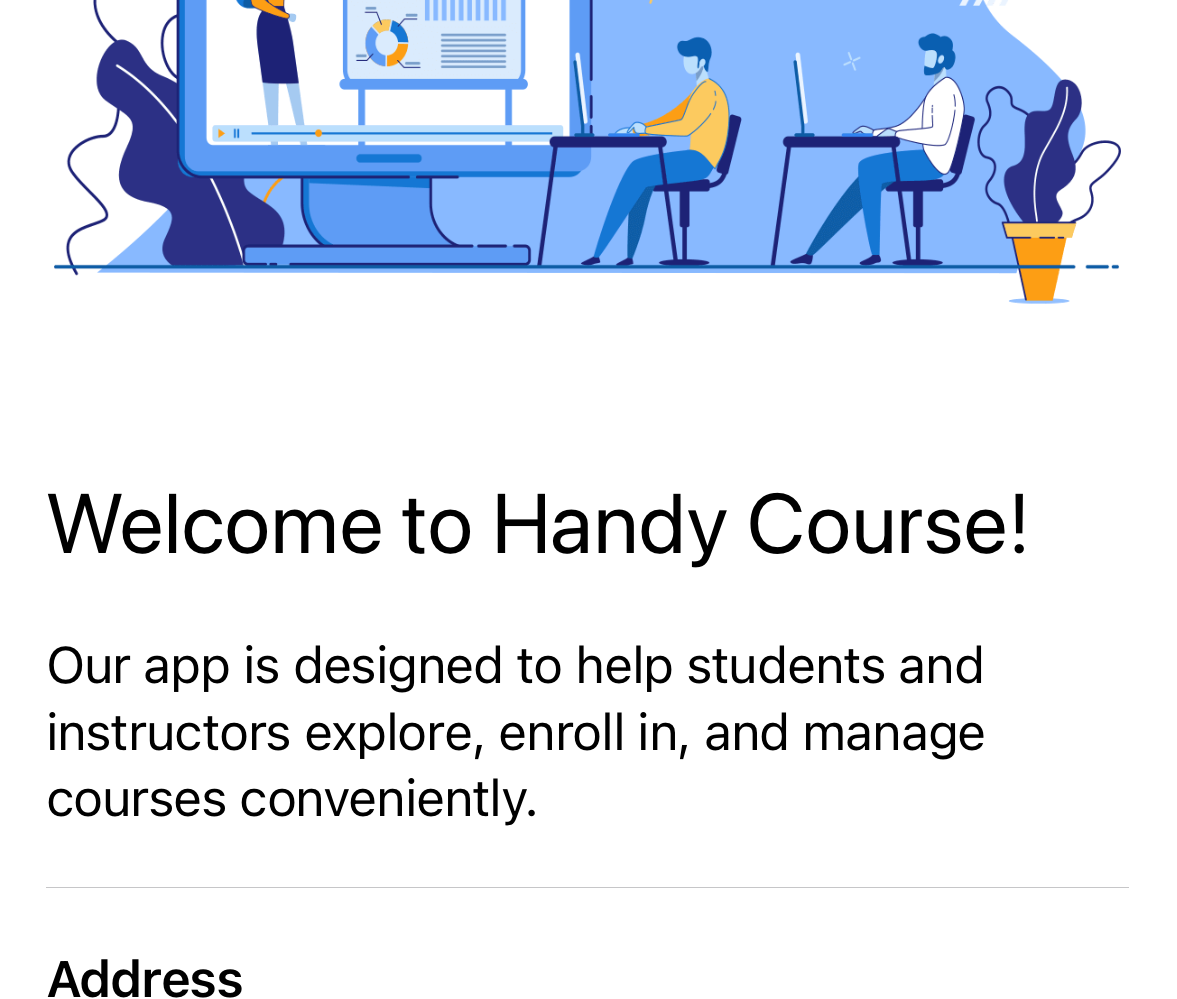 Welcome to Handy Course!
Our app is designed to help students and
instructors explore, enroll in, and manage
courses conveniently.
Address